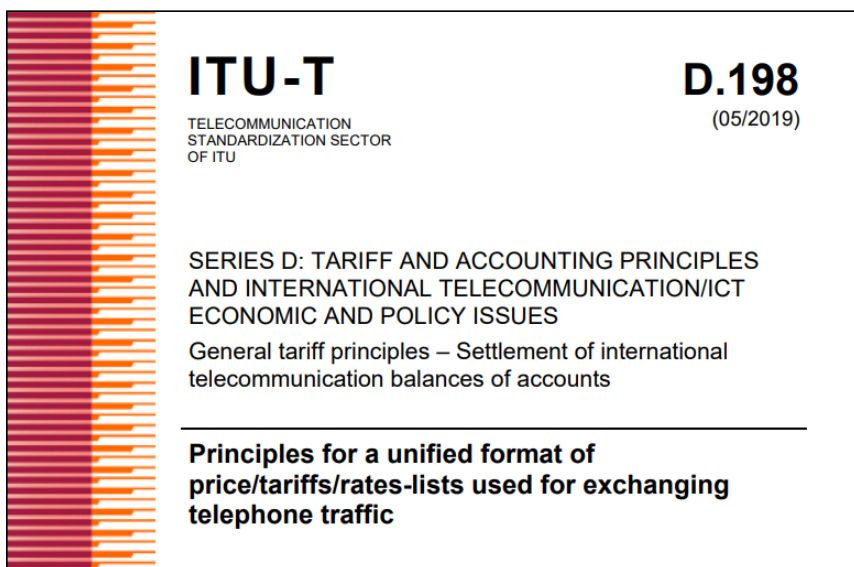 ITU-T
D.198
TELECOMMUNICATION
STANDARDIZATION SECTOR
OF ITU
(05/2019)
SERIES D: TARIFF AND ACCOUNTING PRINCIPLES
AND INTERNATIONAL TELECOMMUNICATION/ICT
ECONOMIC AND POLICY ISSUES
General tariff principles – Settlement of international
telecommunication balances of accounts
Principles for a unified format of
price/tariffs/rates-lists used for exchanging
telephone traffic